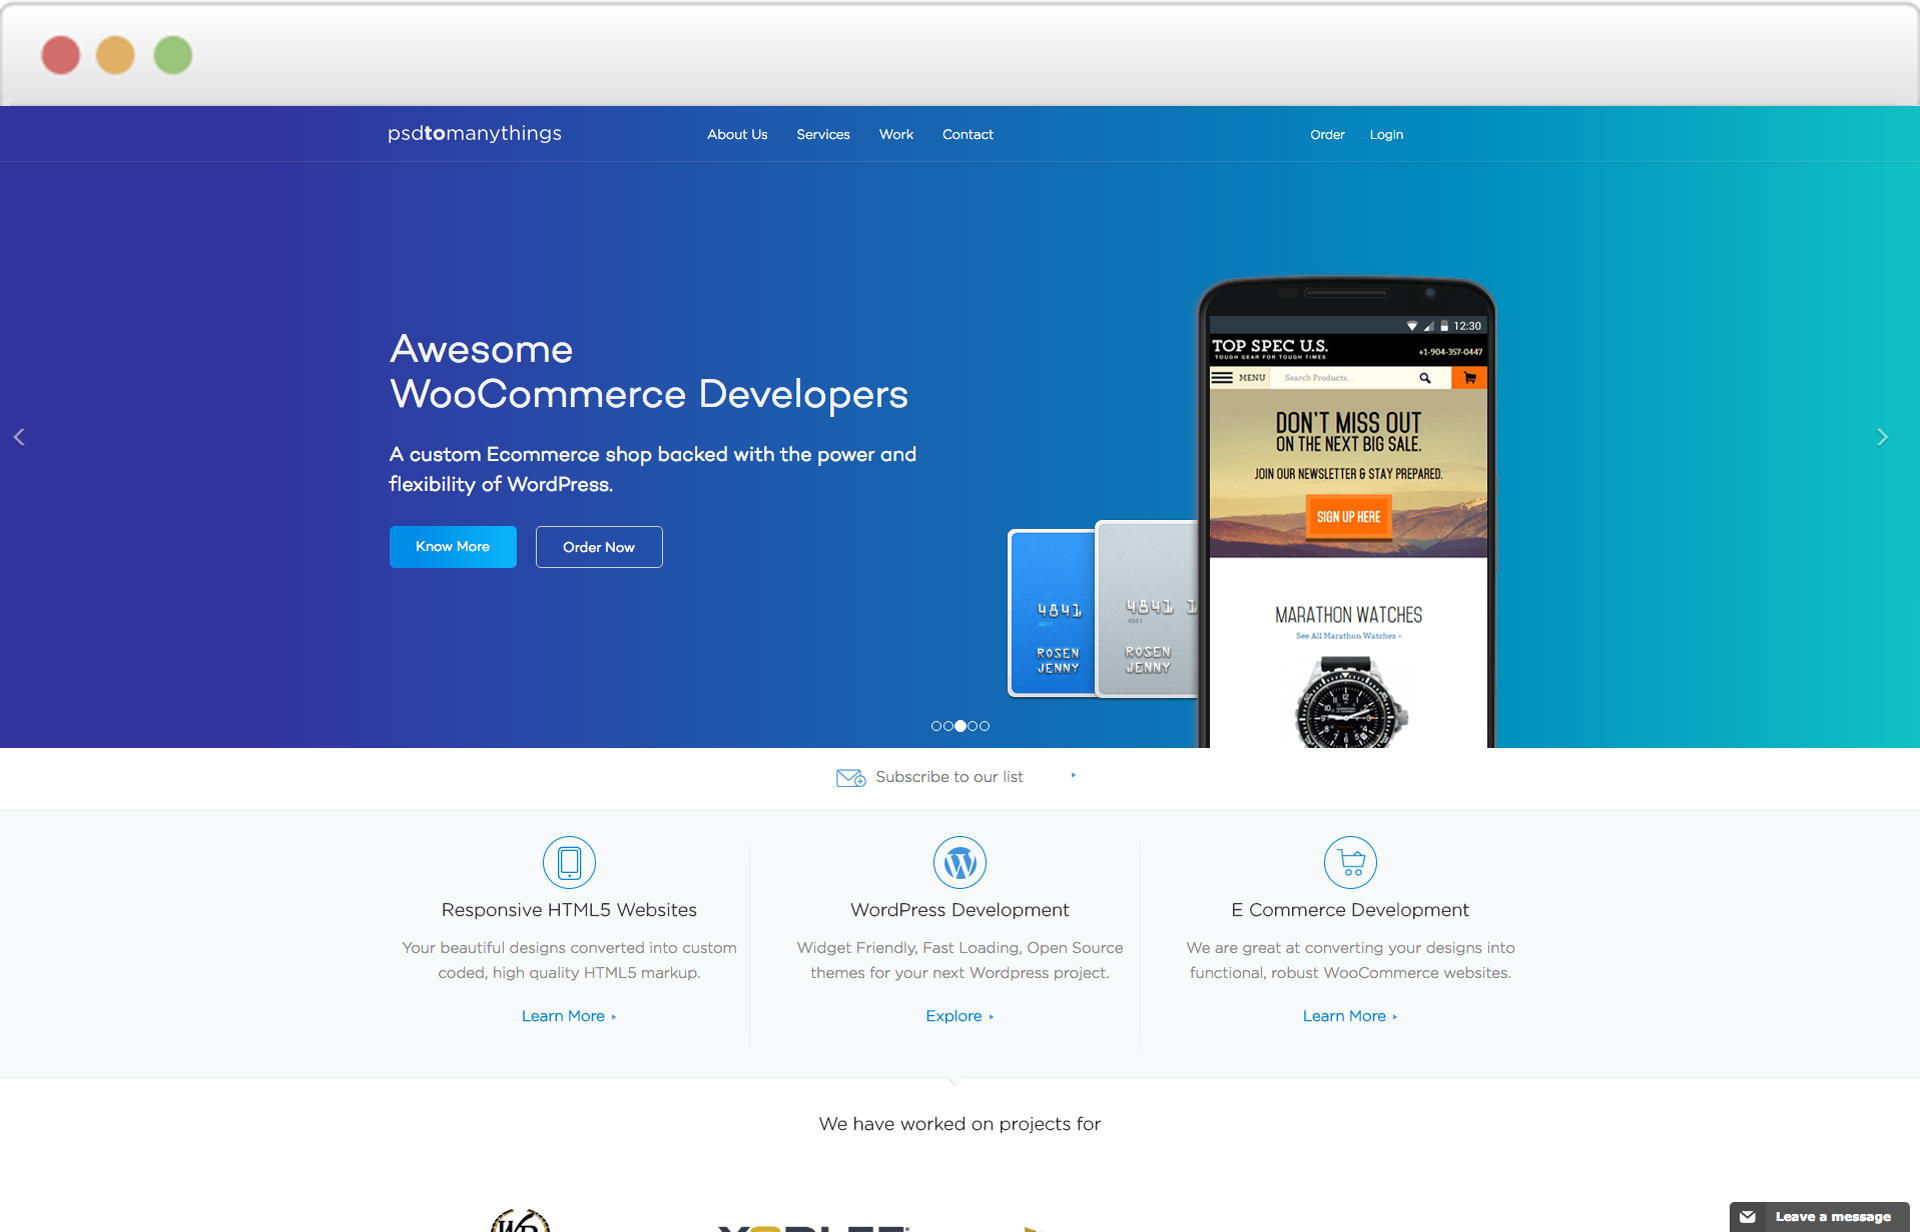 psdtomanythings
About Us Services Work Contact
Order Login
Awesome
WooCommerce Developers
A custom Ecommerce shop backed with the power and
flexibility of WordPress.
Know More Order Now
4841
4841
ROSEN
JENNY
4841 1
4841
ROSEN
JENNY
12:30
TOP SPEC U.S.
TOUGH GEAR FOR TOUGH TIMES
+1-904-357-0447
MENU Search Products...
DON'T MISS OUT
ON THE NEXT BIG SALE.
JOIN OUR NEWSLETTER & STAY PREPARED.
SIGN UP HERE
MARATHON WATCHES
See All Marathon Watches »
Subscribe to our list
Responsive HTML5 Websites
Your beautiful designs converted into custom
coded, high quality HTML5 markup.
Learn More
WordPress Development
Widget Friendly, Fast Loading, Open Source
themes for your next Wordpress project.
Explore
E Commerce Development
We are great at converting your designs into
functional, robust WooCommerce websites.
Learn More
We have worked on projects for
Leave a message